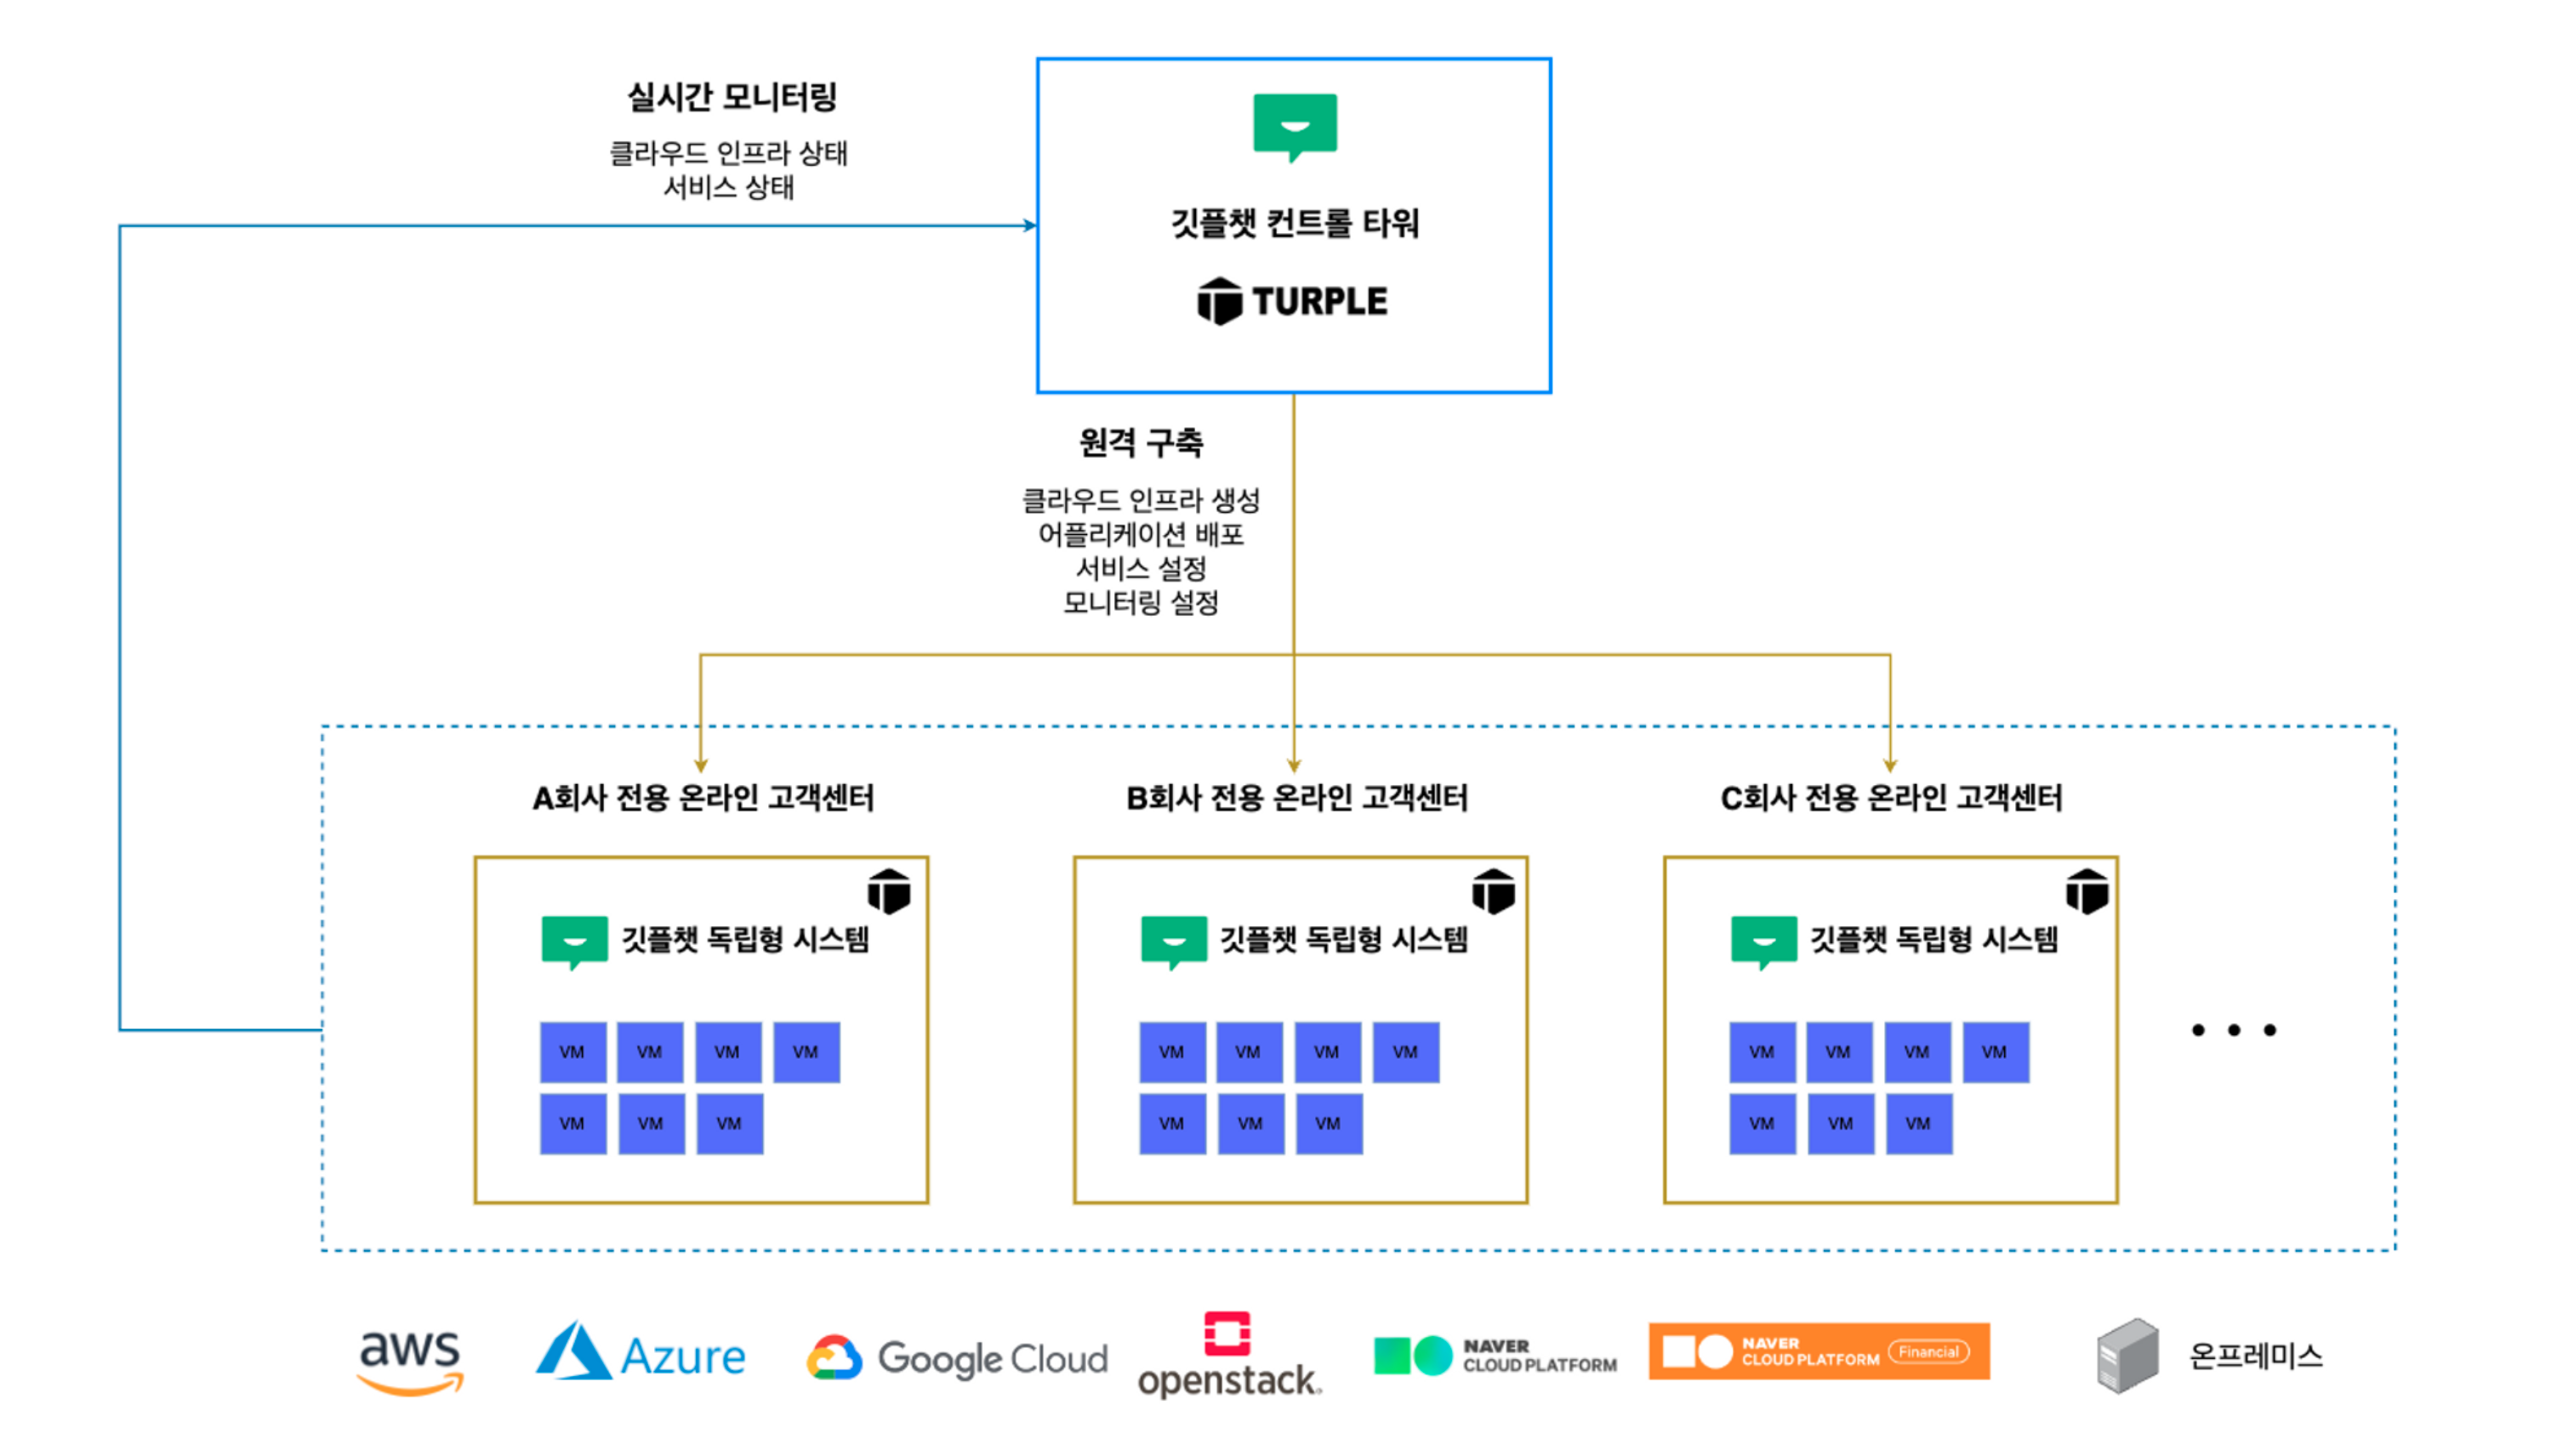 실시간 모니터링
클라우드 인프라 상태
서비스 상태
깃플챗 컨트롤 타워
TURPLE
원격 구축
클라우드 인프라 생성
어플리케이션 배포
서비스 설정
모니터링 설정
A회사 전용 온라인 고객센터
B회사 전용 온라인 고객센터
C회사 전용 온라인 고객센터
깃플챗 독립형 시스템
깃플챗 독립형 시스템
깃플챗 독립형 시스템
VM VM VM VM
VM VM VM VM
VM VM VM VM
VM VM VM
VM VM VM
VM VM VM
aws
Azure
Google Cloud
openstack.
NAVER
CLOUD PLATFORM
NAVER
CLOUD PLATFORM Financial
온프레미스